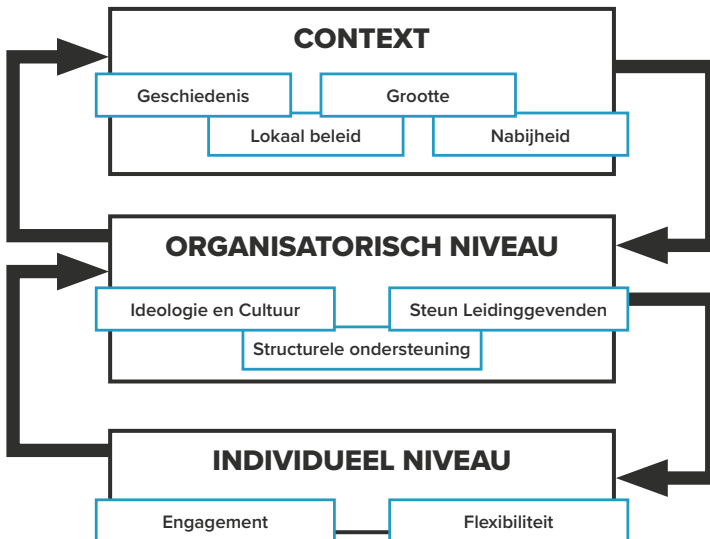 CONTEXT
Geschiedenis
Grootte
Lokaal beleid
Nabijheid
ORGANISATORISCH NIVEAU
Ideologie en Cultuur
Steun Leidinggevenden
Structurele ondersteuning
INDIVIDUEEL NIVEAU
Engagement
Flexibiliteit